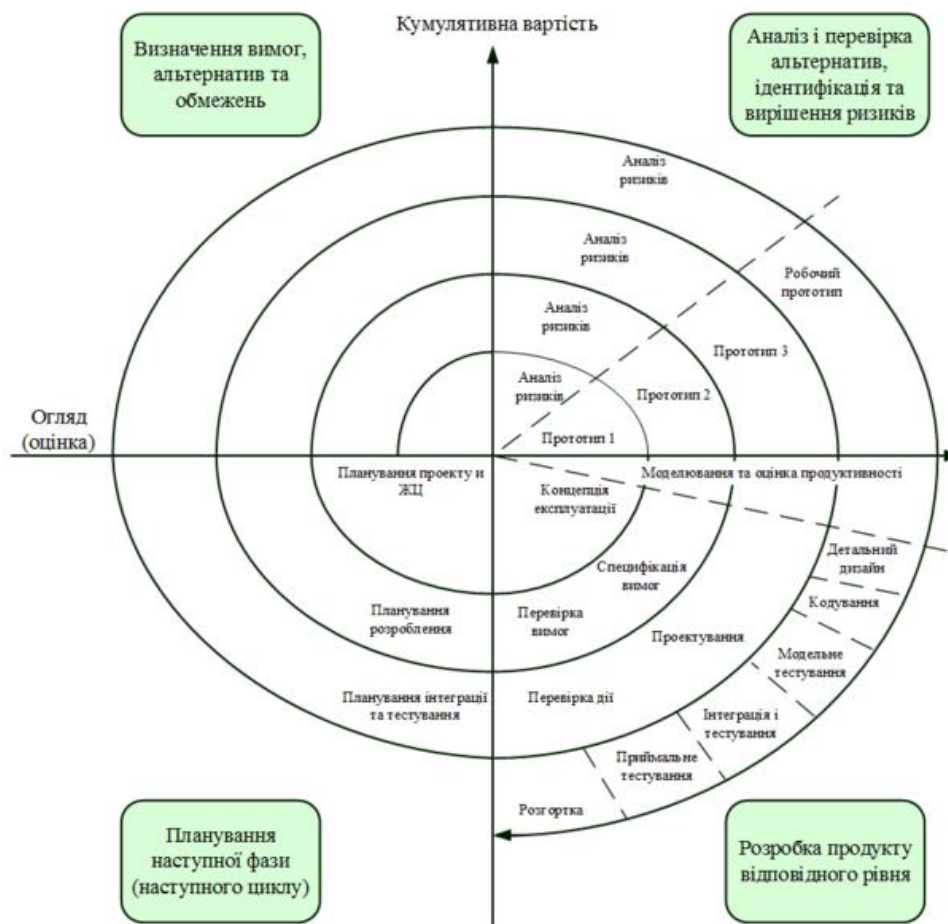 Кумулятивна вартість
Визначення вимог,
альтернатив та
обмежень
Аналіз і перевірка
альтернатив,
ідентифікація та
вирішення ризиків
Аналіз
ризиків
Аналіз
ризиків
Робочий
прототип
Аналіз
ризиків
Прототип 3
Аналіз
ризиків
Прототип 2
Прототип 1
Огляд
(оцінка)
Планування проекту и
ЖЦ
Моделювання та оцінка продуктивності
Концепція
експлуатації
Детальний
дизайн
Специфікація
вимог
Кодування
Планування
розроблення
Перевірка
вимог
Проектування
Модельне
тестування
Планування інтеграції
та тестування
Перевірка дії
Інтеграція і
тестування
Приймальне
тестування
Розгортка
Планування
наступної фази
(наступного циклу)
Розробка продукту
відповідного рівня